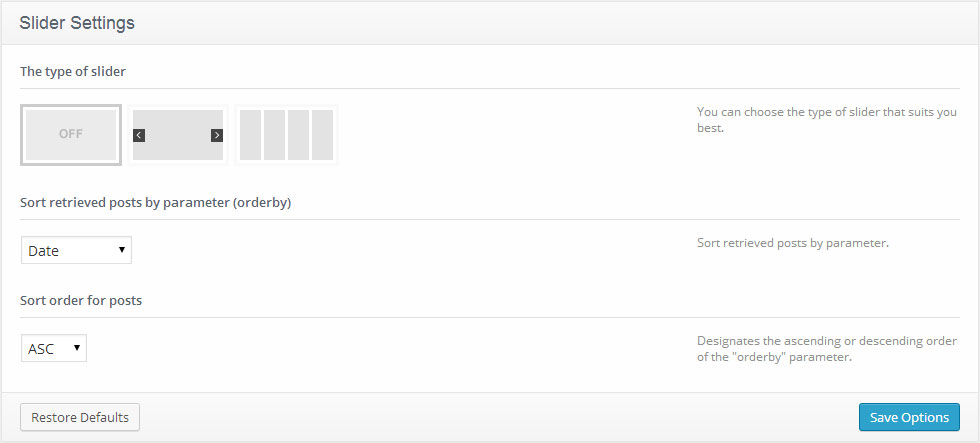 Slider Settings
The type of slider
OFF
You can choose the type of slider that suits you
best.
Sort retrieved posts by parameter (orderby)
Date
Sort retrieved posts by parameter.
Sort order for posts
ASC
Designates the ascending or descending order
of the "orderby" parameter.
Restore Defaults
Save Options